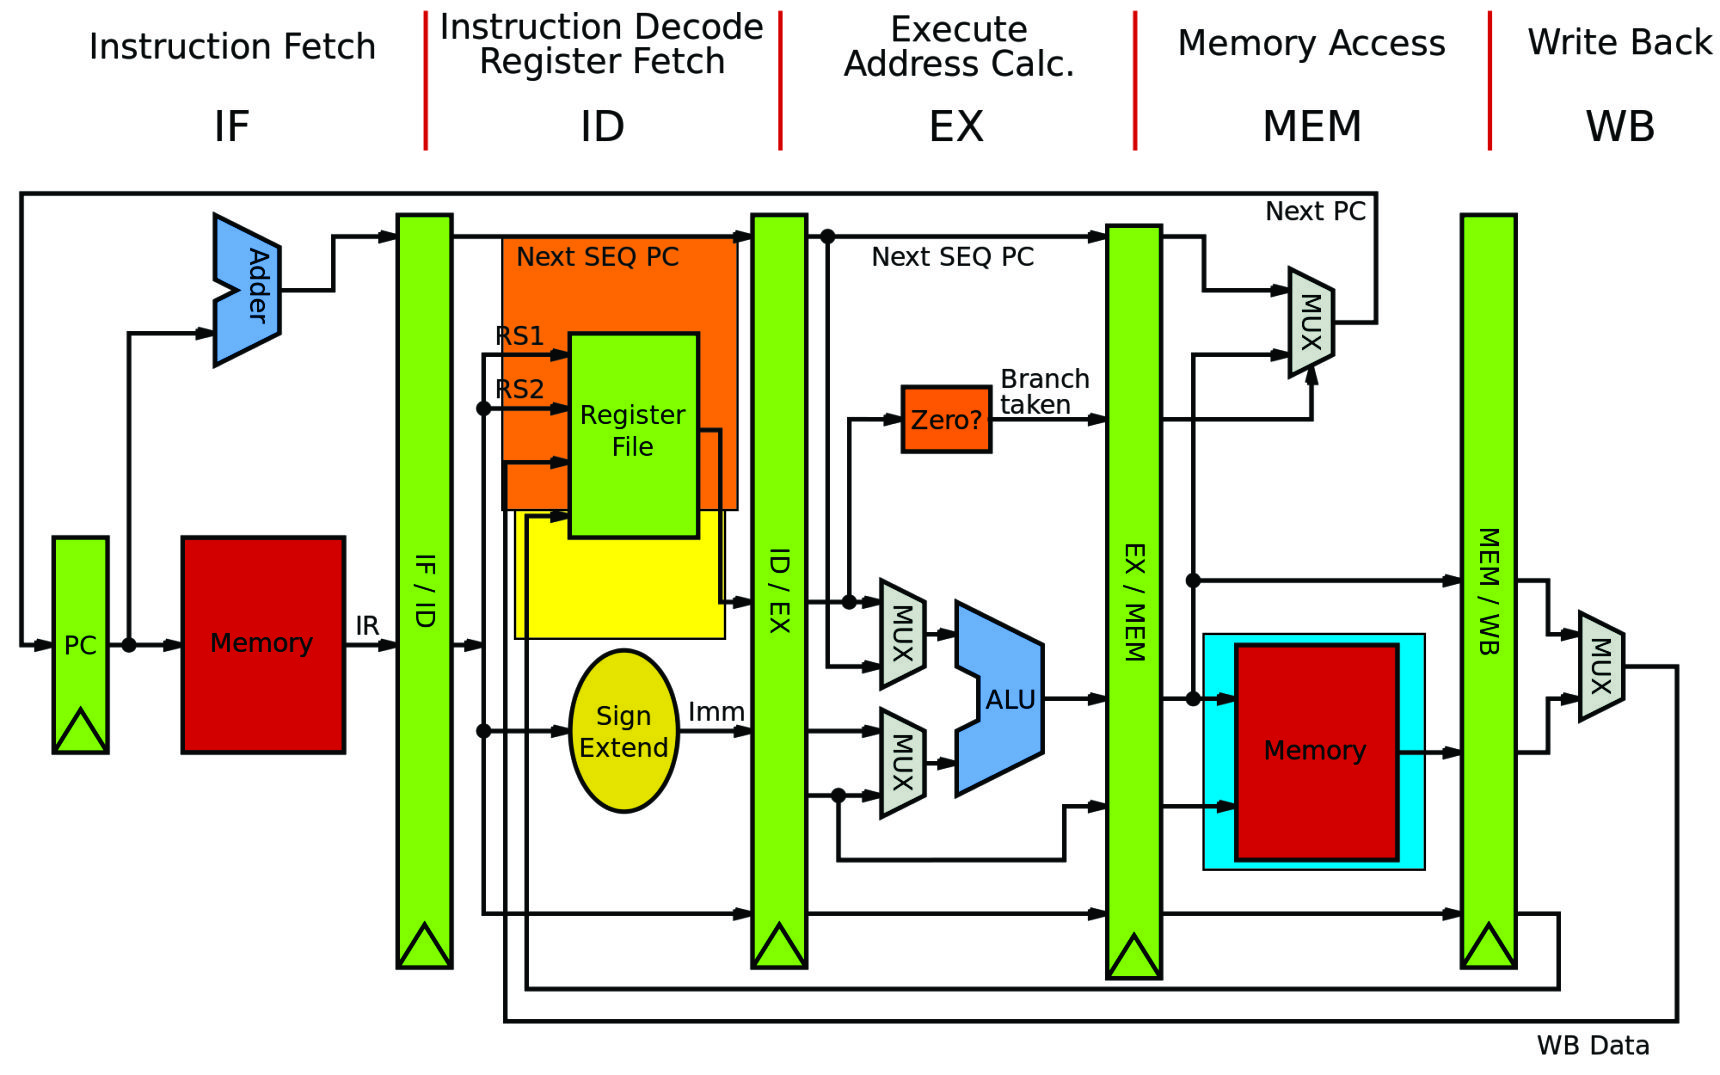 Instruction Fetch
IF
Instruction Decode
Register Fetch
ID
Execute
Address Calc.
EX
Memory Access
MEM
Write Back
WB
Next PC
Adder
Next SEQ PC
Next SEQ PC
MUX
RS1
RS2
Register
File
Zero?
Branch
taken
PC
Memory
IR
IF / ID
ID / EX
EX / MEM
MEM / WB
MUX
ALU
MUX
Sign
Extend
Imm
Memory
MUX
WB Data